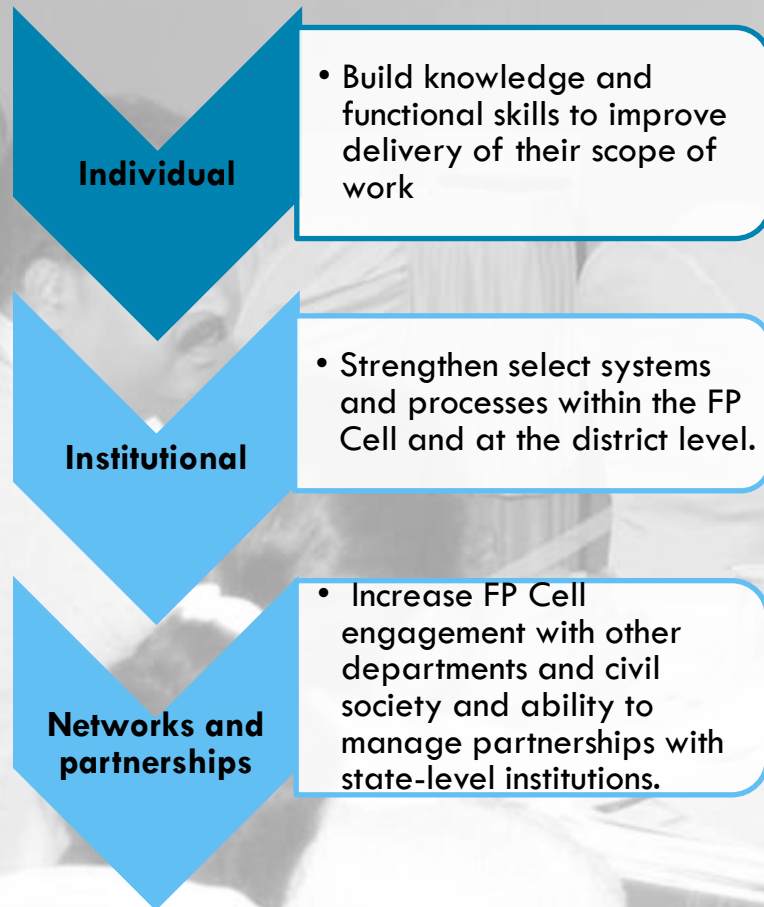 Individual
• Build knowledge and
functional skills to improve
delivery of their scope of
work
Institutional
• Strengthen select systems
and processes within the FP
Cell and at the district level.
Networks and
partnerships
• Increase FP Cell
engagement with other
departments and civil
society and ability to
manage partnerships with
state-level institutions.